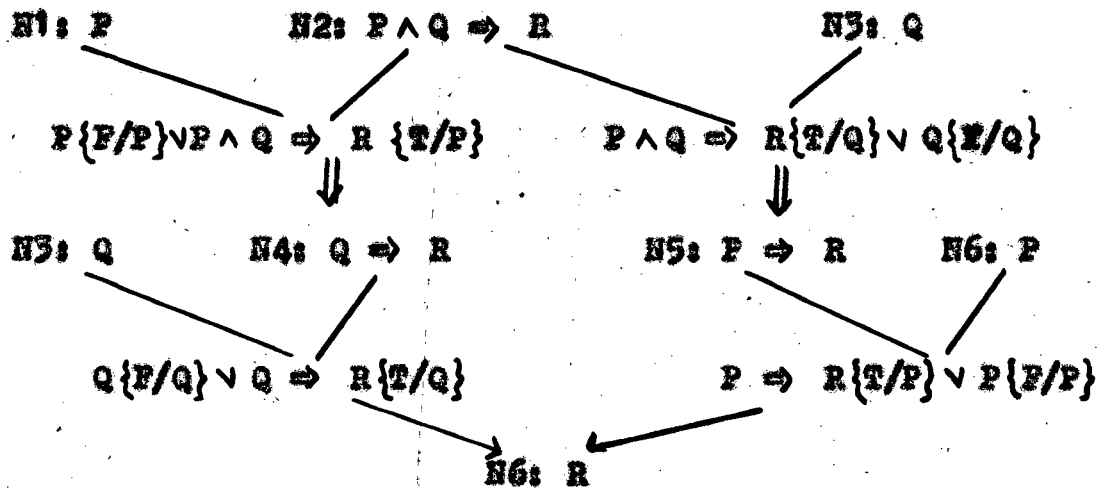 N1: P N2: P ∧ Q ⇒ R N3: Q
P{F/P}∨P ∧ Q ⇒ R {T/P} P ∧ Q ⇒ R{T/Q} ∨ Q{F/Q}
⇓ ⇓
N3: Q N4: Q ⇒ R N5: P ⇒ R N6: P
Q{F/Q} ∨ Q ⇒ R{T/Q} P ⇒ R{T/P} ∨ P{F/P}
N6: R